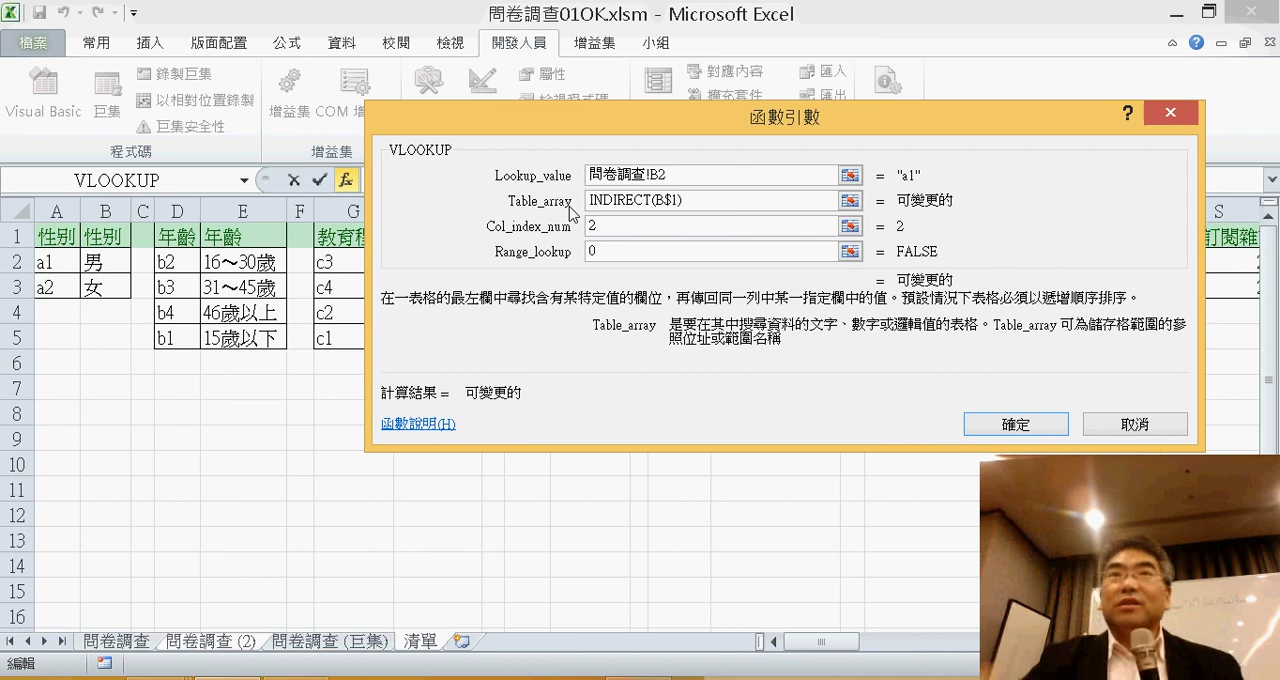 問卷調查01OK.xlsm - Microsoft Excel
檔案 常用 插入 版面配置 公式 資料 校閱 檢視 開發人員 增益集 小組
錄製巨集 屬性 對應內容 匯入
以相對位置錄製 檢視程式碼 擴充套件 匯出
Visual Basic 巨集 巨集安全性 增益集 COM 增
程式碼 增益集
函數引數
VLOOKUP
VLOOKUP
Lookup_value 問卷調查!B2 = "a1"
Table_array INDIRECT(B$1) = 可變更的
Col_index_num 2 = 2
Range_lookup 0 = FALSE
= 可變更的
在一表格的最左欄中尋找含有某特定值的欄位，再傳回同一列中某一指定欄中的值。預設情況下表格必須以遞增順序排序。
Table_array 是要在其中搜尋資料的文字、數字或邏輯值的表格。Table_array 可為儲存格範圍的參
照位址或範圍名稱
計算結果 = 可變更的
函數說明(H)
確定 取消
A B C D E F G S
1 性別 性別 年齡 年齡 教育程 訂閱雜
2 a1 男 b2 16～30歲 c3
3 a2 女 b3 31～45歲 c4
4 b4 46歲以上 c2
5 b1 15歲以下 c1
6
7
8
9
10
11
12
13
14
15
16
問卷調查 問卷調查 (2) 問卷調查 (巨集) 清單
編輯